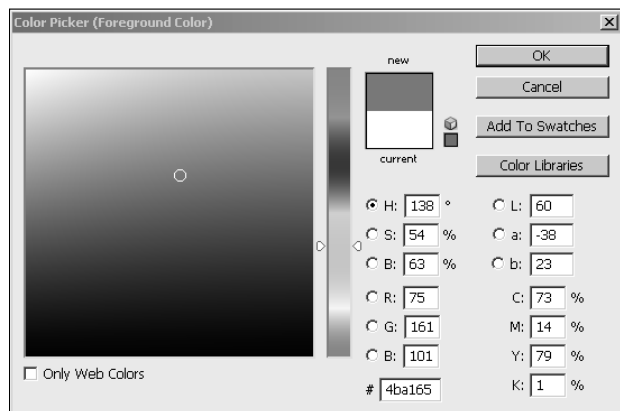 Color Picker (Foreground Color)
new
current
OK
Cancel
Add To Swatches
Color Libraries
H: 138 °
S: 54 %
B: 63 %
R: 75
G: 161
B: 101
# 4ba165
L: 60
a: -38
b: 23
C: 73 %
M: 14 %
Y: 79 %
K: 1 %
Only Web Colors